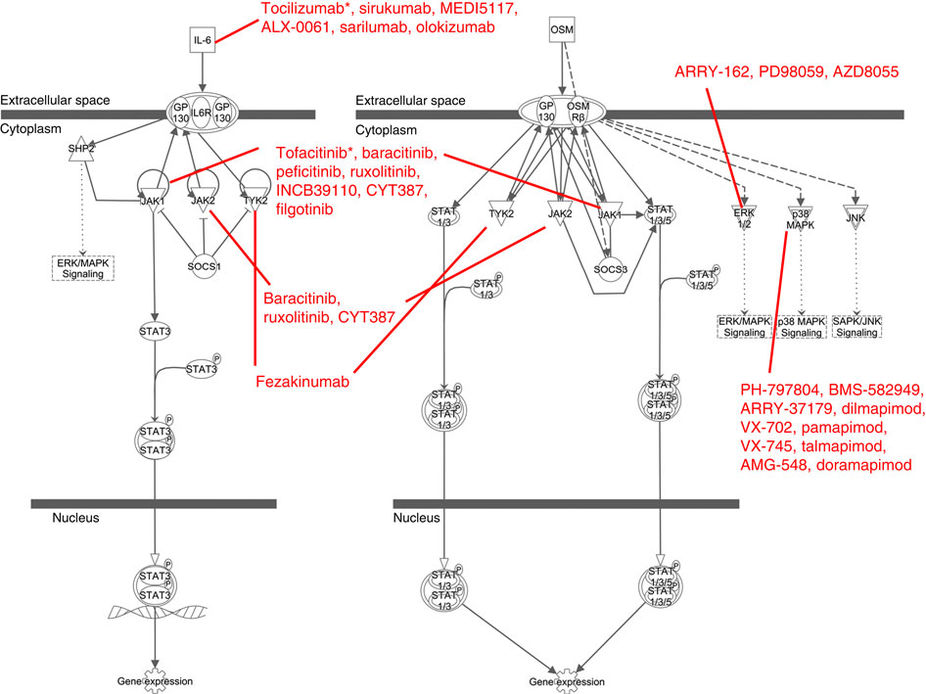 Tocilizumab*, sirukumab, MEDI5117,
ALX-0061, sarilumab, olokizumab
IL-6
OSM
ARRY-162, PD98059, AZD8055
Extracellular space
Cytoplasm
GP
130
IL6R
GP
130
Extracellular space
Cytoplasm
GP
130
OSM
Rβ
SHP2
Tofacitinib*, baracitinib,
peficitinib, ruxolitinib,
INCB39110, CYT387,
filgotinib
JAK1
JAK2
TYK2
STAT
1/3
TYK2
JAK2
JAK1
STAT
1/3/5
ERK
1/2
p38
MAPK
JNK
ERK/MAPK
Signaling
SOCS1
SOCS3
Baracitinib,
ruxolitinib, CYT387
P
STAT
1/3
P
STAT
1/3/5
ERK/MAPK
Signaling
p38 MAPK
Signaling
SAPK/JNK
Signaling
STAT3
P
STAT3
Fezakinumab
P
STAT3
P
STAT3
P
STAT
1/3
P
STAT
1/3
P
STAT
1/3/5
P
STAT
1/3/5
PH-797804, BMS-582949,
ARRY-37179, dilmapimod,
VX-702, pamapimod,
VX-745, talmapimod,
AMG-548, doramapimod
Nucleus
Nucleus
P
STAT3
P
STAT3
P
STAT
1/3
P
STAT
1/3
P
STAT
1/3/5
P
STAT
1/3/5
Gene expression
Gene expression